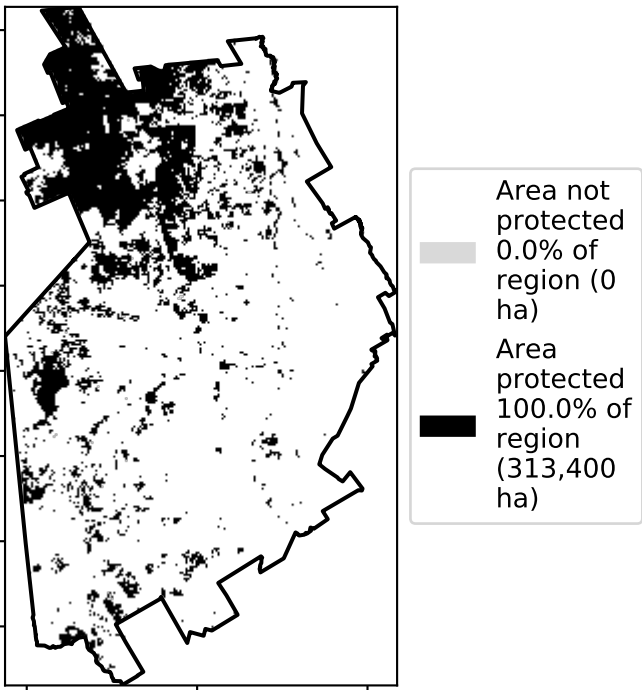 Area not
protected
0.0% of
region (0
ha)
Area
protected
100.0% of
region
(313,400
ha)